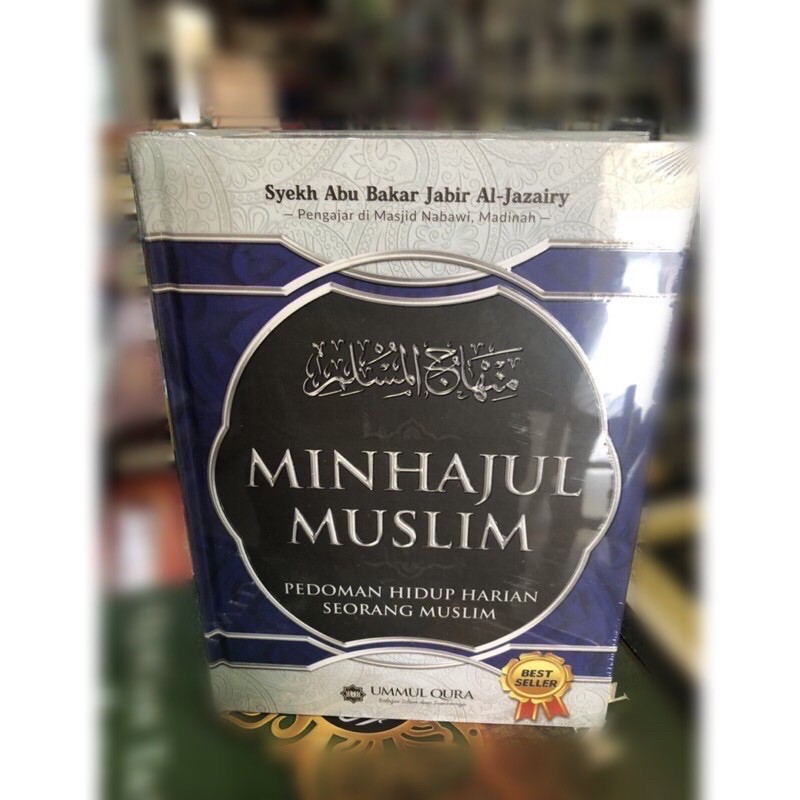 Syekh Abu Bakar Jabir Al-Jazairy
— Pengajar di Masjid Nabawi, Madinah —
منهاج المسلم
MINHAJUL
MUSLIM
PEDOMAN HIDUP HARIAN
SEORANG MUSLIM
BEST
SELLER
UMMUL QURA